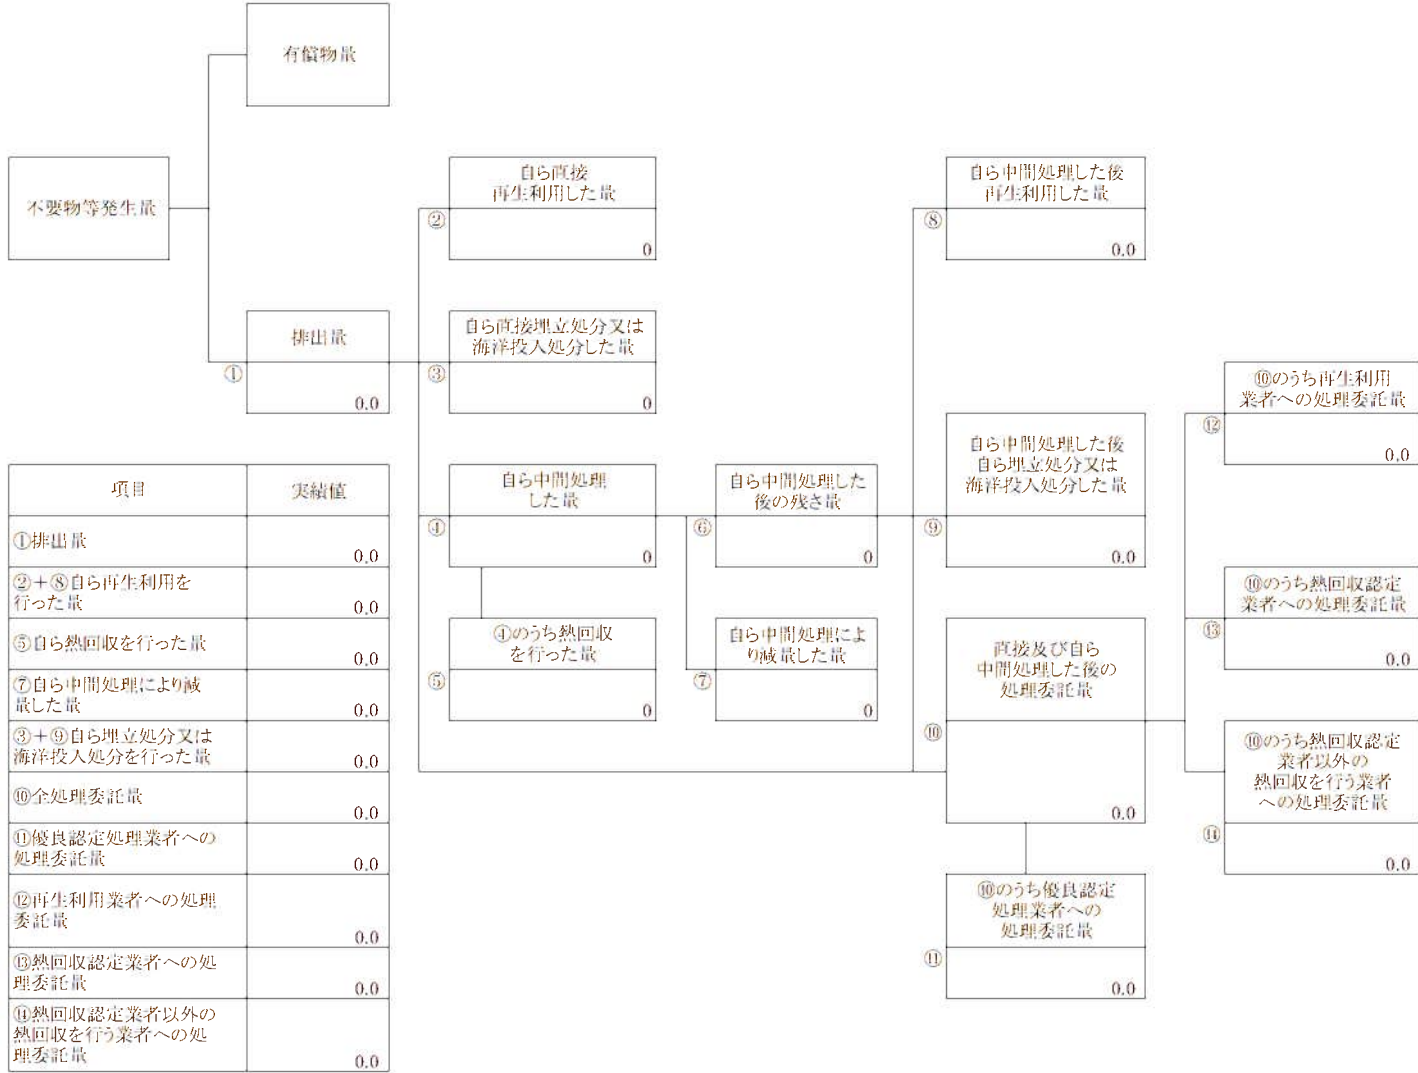 有償物量
不要物等発生量
排出量
①
0.0
自ら直接
再生利用した量
②
0
自ら直接埋立処分又は
海洋投入処分した量
③
0
自ら中間処理
した量
④
0
④のうち熱回収
を行った量
⑤
0
自ら中間処理した
後の残さ量
⑥
0
自ら中間処理によ
り減量した量
⑦
0
自ら中間処理した後
再生利用した量
⑧
0.0
自ら中間処理した後
自ら埋立処分又は
海洋投入処分した量
⑨
0.0
直接及び自ら
中間処理した後の
処理委託量
⑩
0.0
⑩のうち優良認定
処理業者への
処理委託量
⑪
0.0
⑩のうち再生利用
業者への処理委託量
⑫
0.0
⑩のうち熱回収認定
業者への処理委託量
⑬
0.0
⑩のうち熱回収認定
業者以外の
熱回収を行う業者
への処理委託量
⑭
0.0
項目 実績値
①排出量
0.0
②+⑧自ら再生利用を
行った量
0.0
⑤自ら熱回収を行った量
0.0
⑦自ら中間処理により減
量した量
0.0
③+⑨自ら埋立処分又は
海洋投入処分を行った量
0.0
⑩全処理委託量
0.0
⑪優良認定処理業者への
処理委託量
0.0
⑫再生利用業者への処理
委託量
0.0
⑬熱回収認定業者への処
理委託量
0.0
⑭熱回収認定業者以外の
熱回収を行う業者への処
理委託量
0.0